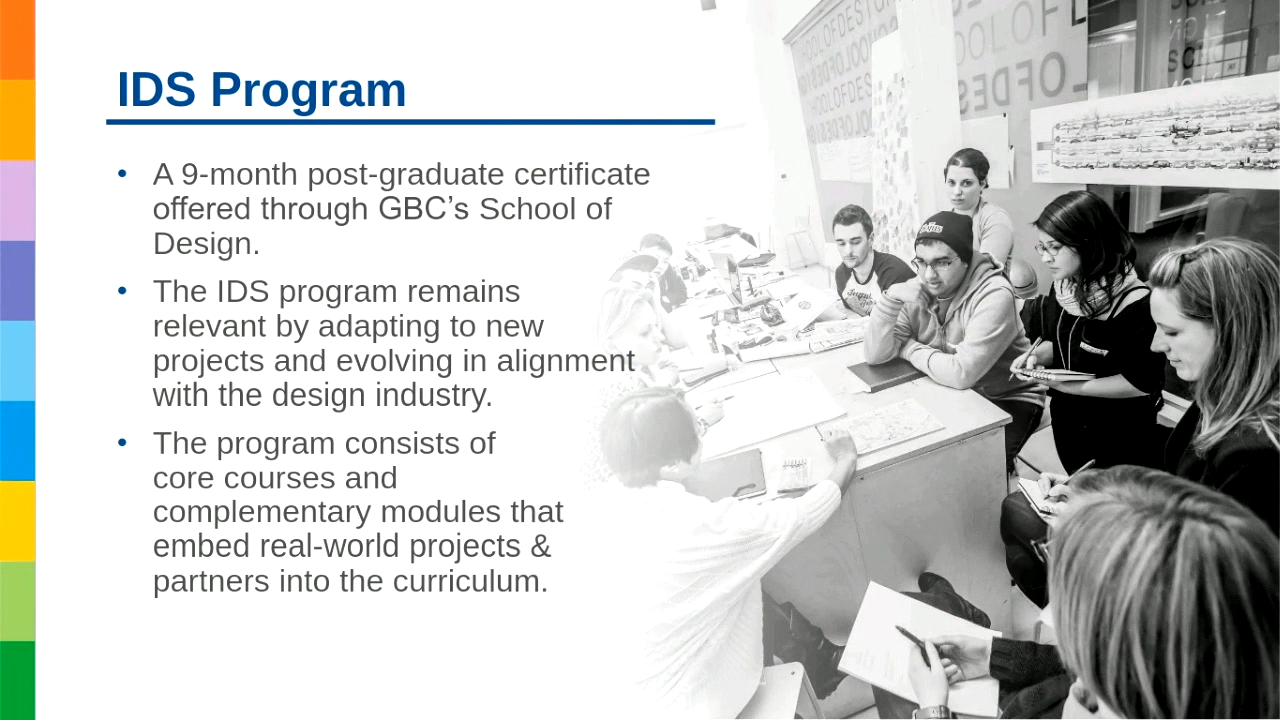 IDS Program
• A 9-month post-graduate certificate
offered through GBC’s School of
Design.
• The IDS program remains
relevant by adapting to new
projects and evolving in alignment
with the design industry.
• The program consists of
core courses and
complementary modules that
embed real-world projects &
partners into the curriculum.